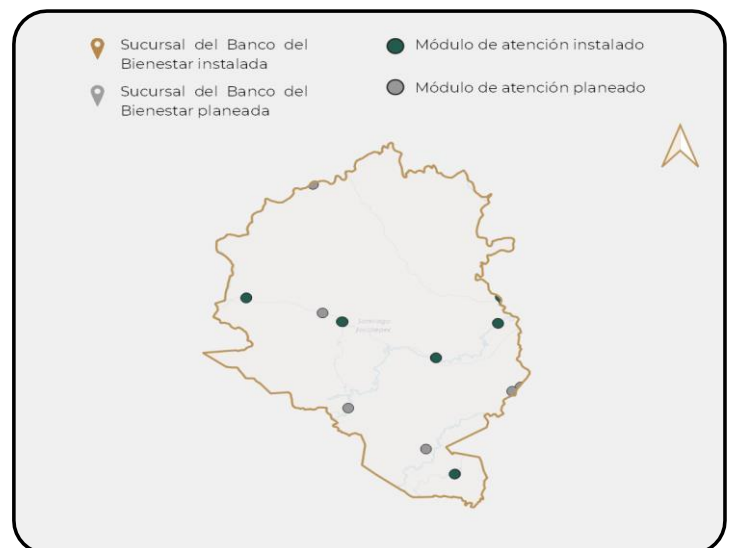 Sucursal del Banco del
Bienestar instalada
Sucursal del Banco del
Bienestar planeada
Módulo de atención instalado
Módulo de atención planeado
Santiago